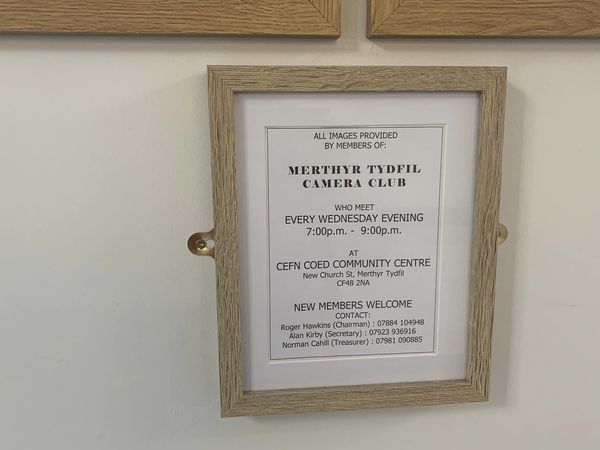 ALL IMAGES PROVIDED
BY MEMBERS OF:
MERTHYR TYDFIL
CAMERA CLUB
WHO MEET
EVERY WEDNESDAY EVENING
7:00p.m. - 9:00p.m.
AT
CEFN COED COMMUNITY CENTRE
New Church St, Merthyr Tydfil
CF48 2NA
NEW MEMBERS WELCOME
CONTACT:
Roger Hawkins (Chairman) : 07884 104948
Alan Kirby (Secretary) : 07923 936916
Norman Cahill (Treasurer) : 07981 090885